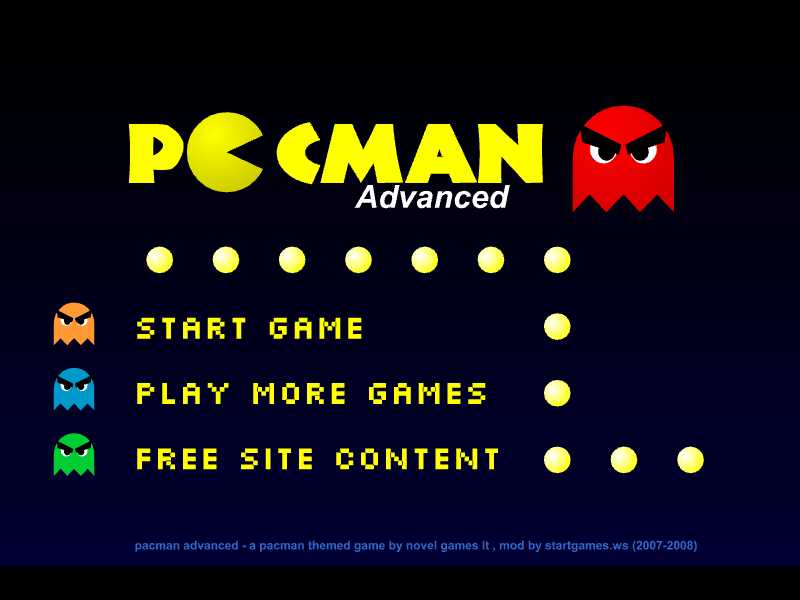 PACMAN
Advanced
START GAME
PLAY MORE GAMES
FREE SITE CONTENT
pacman advanced - a pacman themed game by novel games lt , mod by startgames.ws (2007-2008)